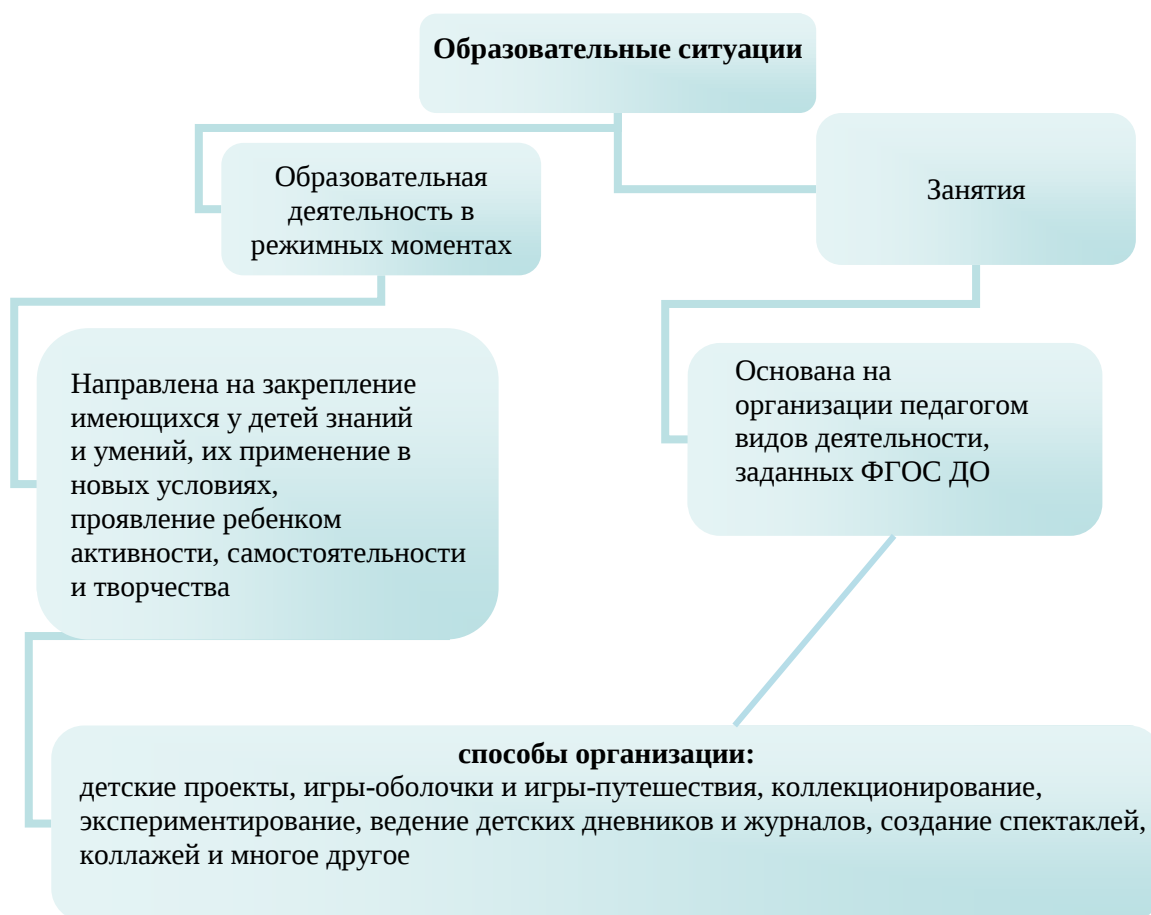 Образовательные ситуации
Образовательная
деятельность в
режимных моментах
Занятия
Направлена на закрепление
имеющихся у детей знаний
и умений, их применение в
новых условиях,
проявление ребенком
активности, самостоятельности
и творчества
Основана на
организации педагогом
видов деятельности,
заданных ФГОС ДО
способы организации:
детские проекты, игры-оболочки и игры-путешествия, коллекционирование,
экспериментирование, ведение детских дневников и журналов, создание спектаклей,
коллажей и многое другое